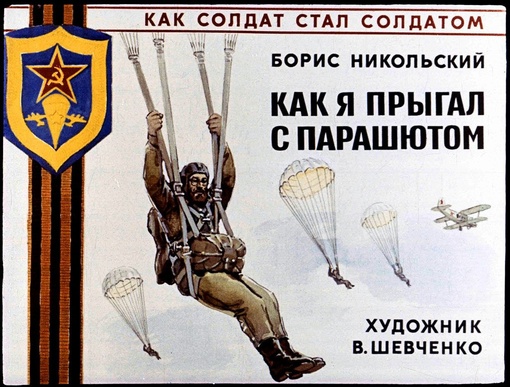 КАК СОЛДАТ СТАЛ СОЛДАТОМ
БОРИС НИКОЛЬСКИЙ
КАК Я ПРЫГАЛ
С ПАРАШЮТОМ
ХУДОЖНИК
В. ШЕВЧЕНКО